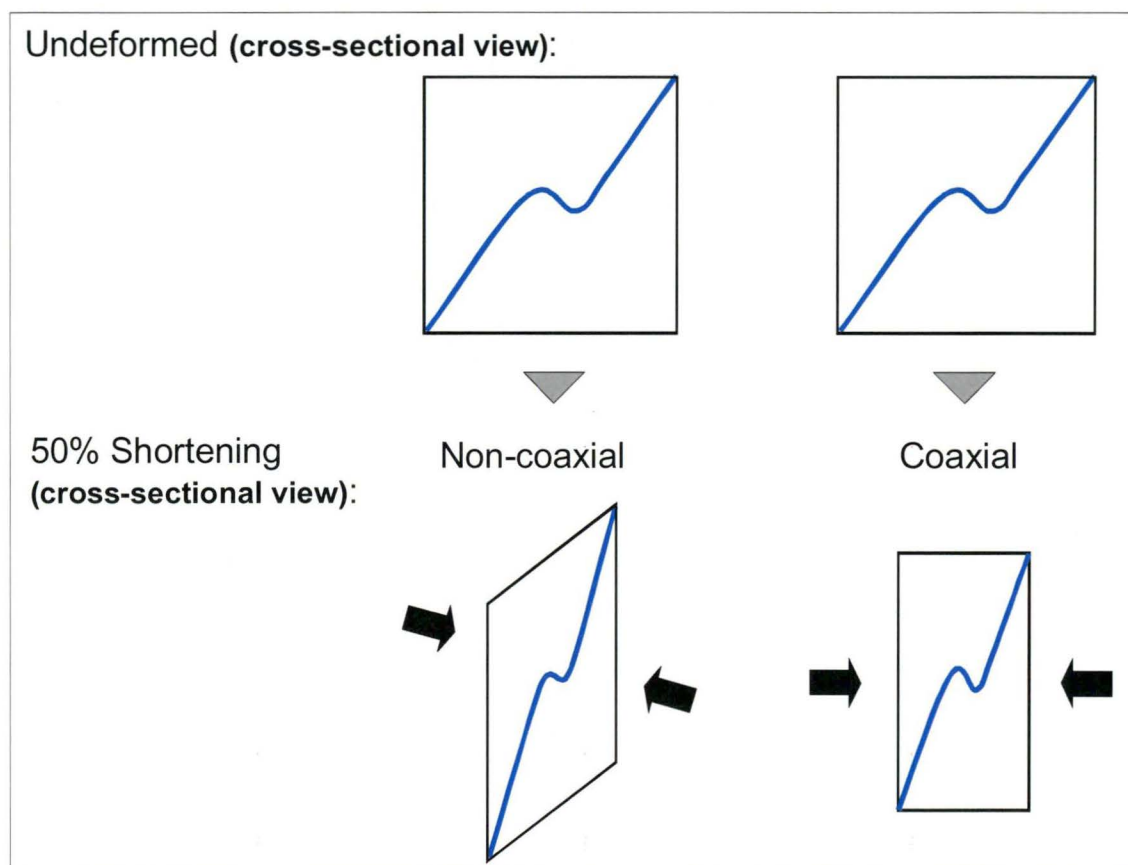 Undeformed (cross-sectional view):
50% Shortening
(cross-sectional view):
Non-coaxial
Coaxial